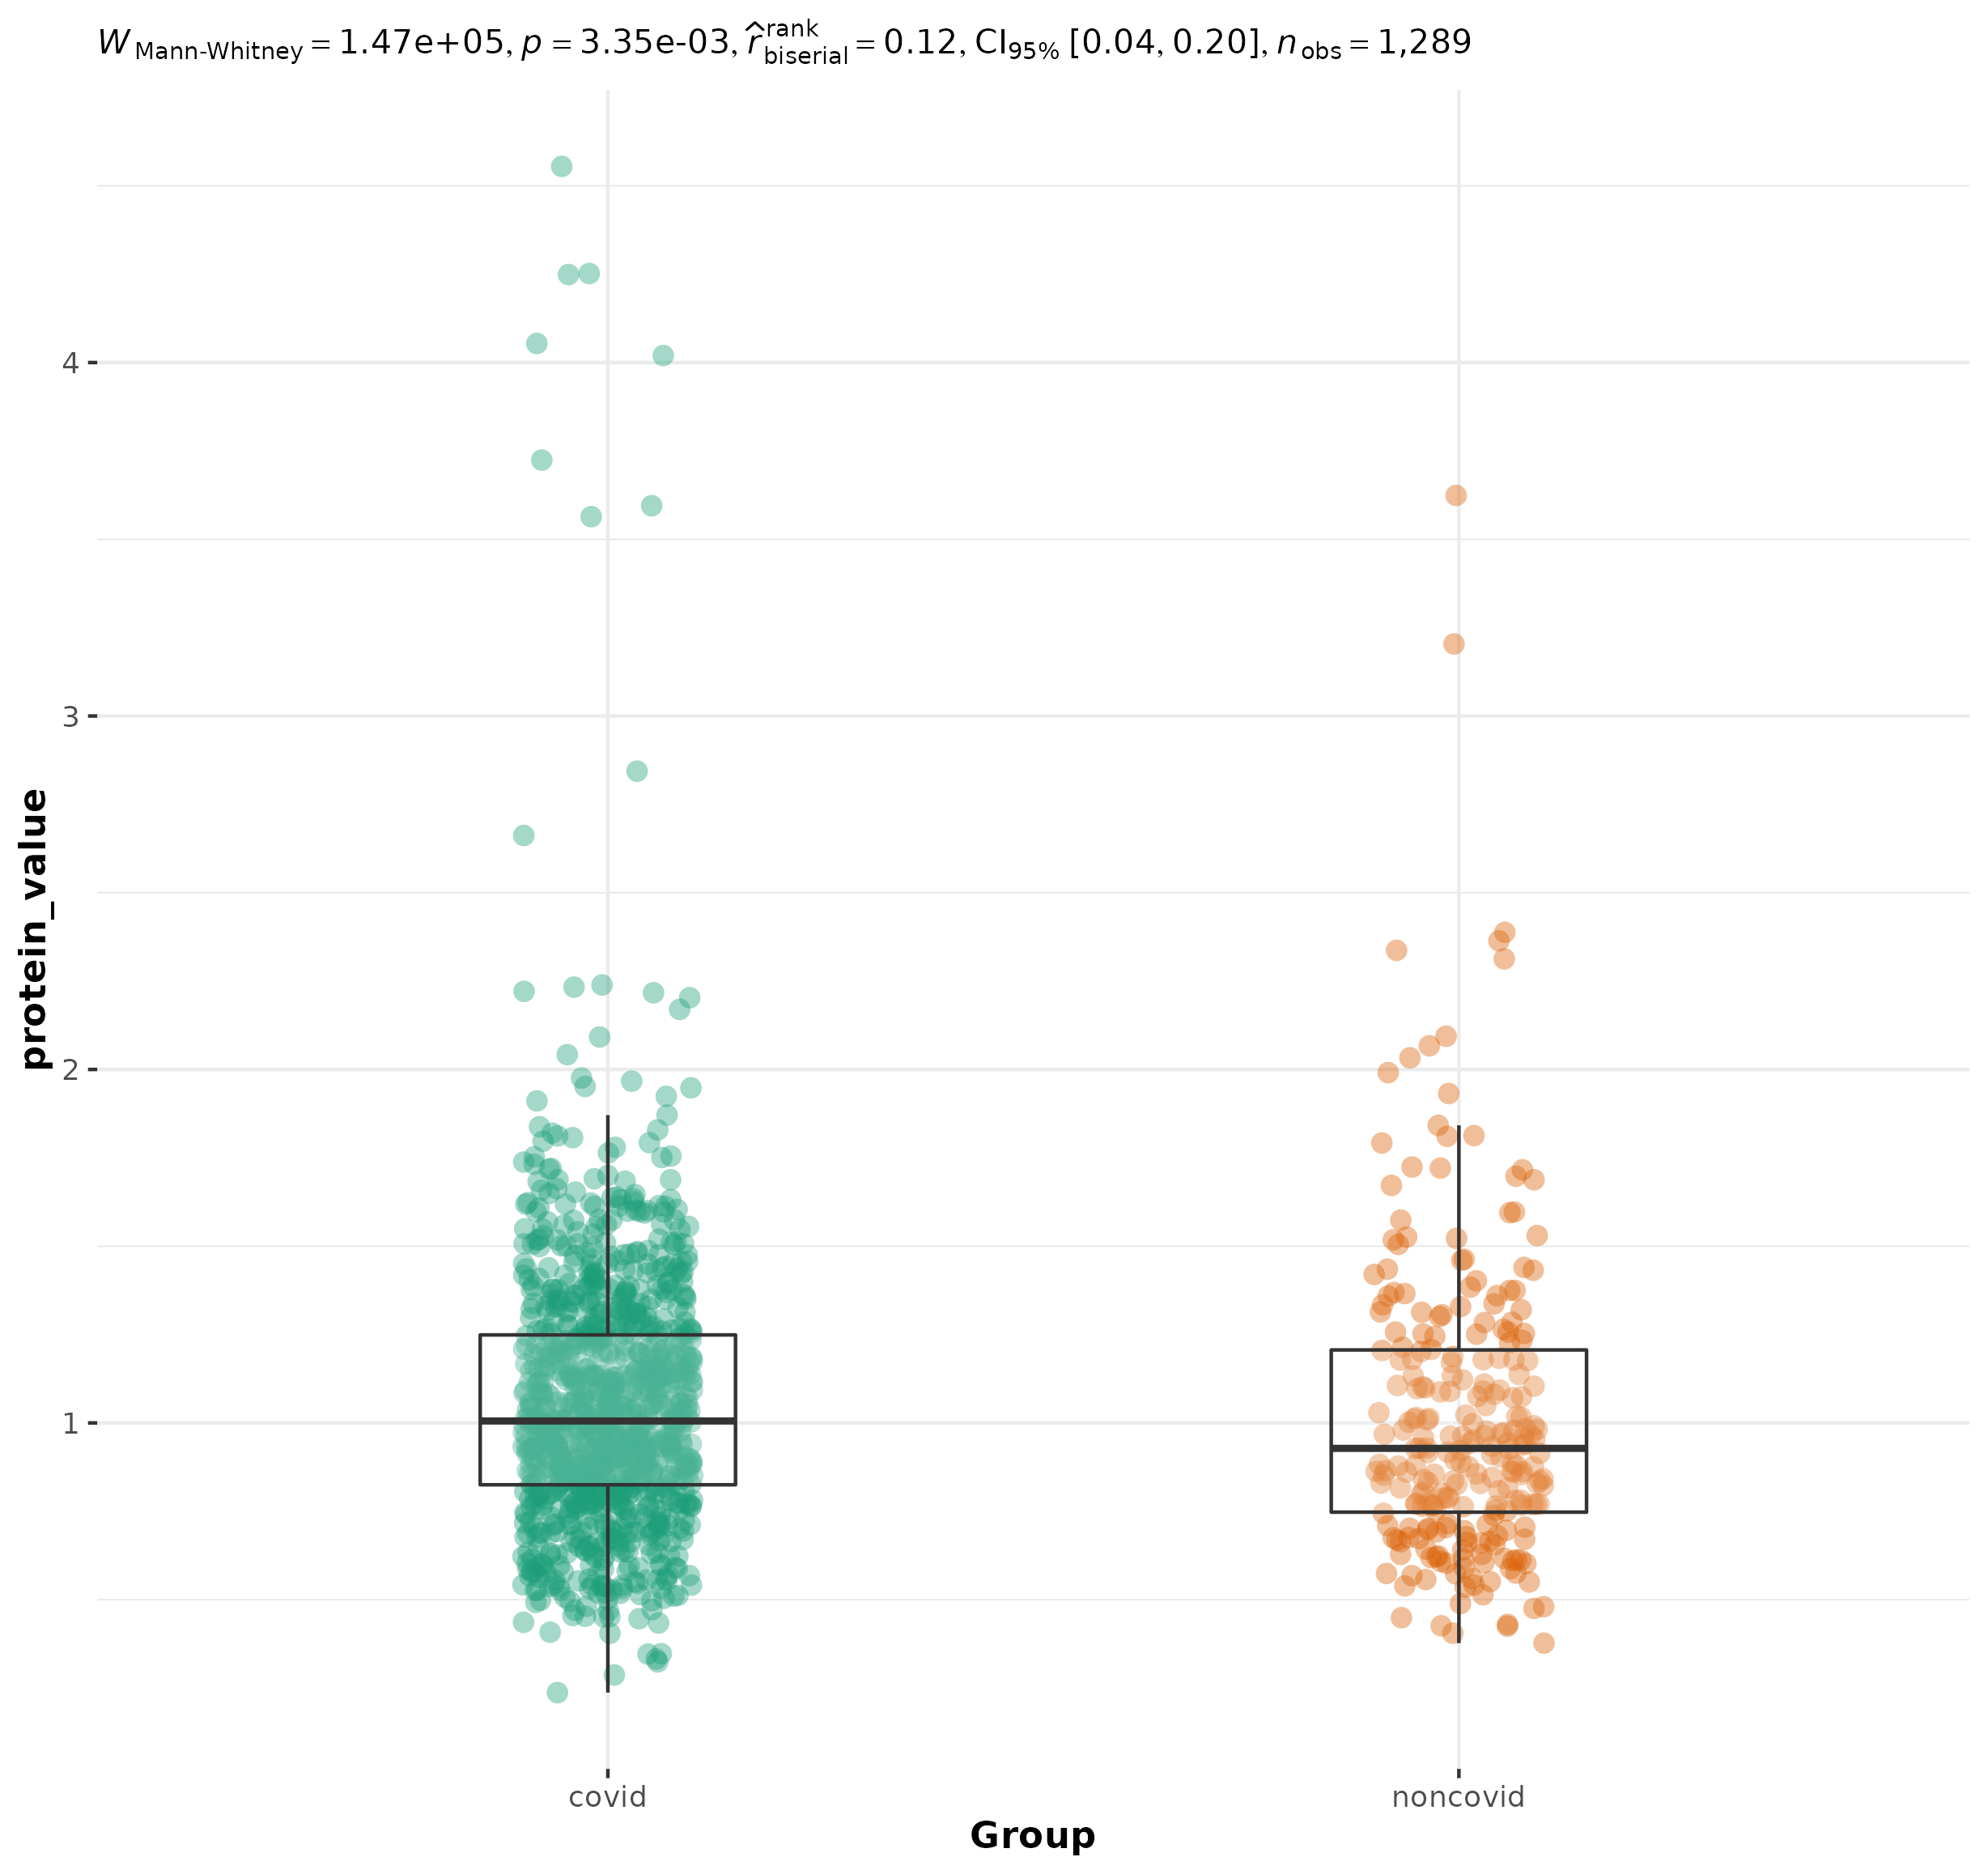 W Mann-Whitney = 1.47e+05, p = 3.35e-03, r̂ rank biserial = 0.12, CI95% [0.04, 0.20], nobs = 1,289
4
3
2
1
protein_value
covid noncovid
Group